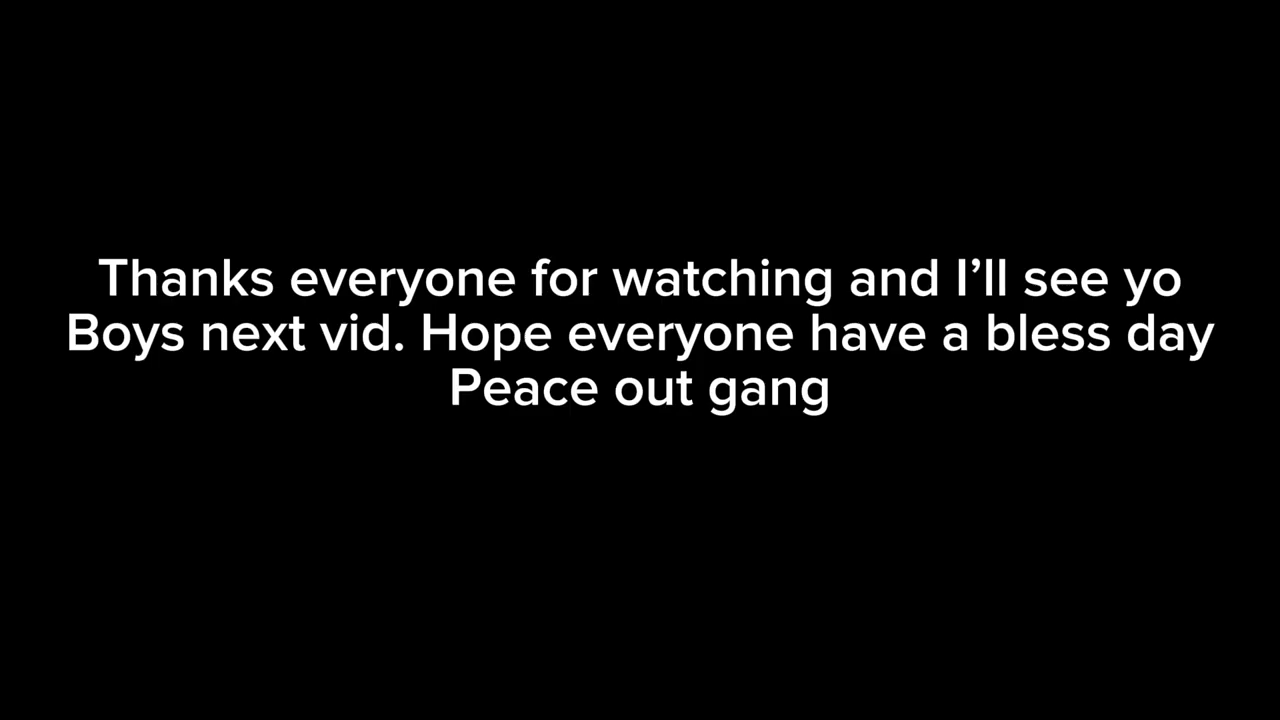 Thanks everyone for watching and I’ll see yo
Boys next vid. Hope everyone have a bless day
Peace out gang